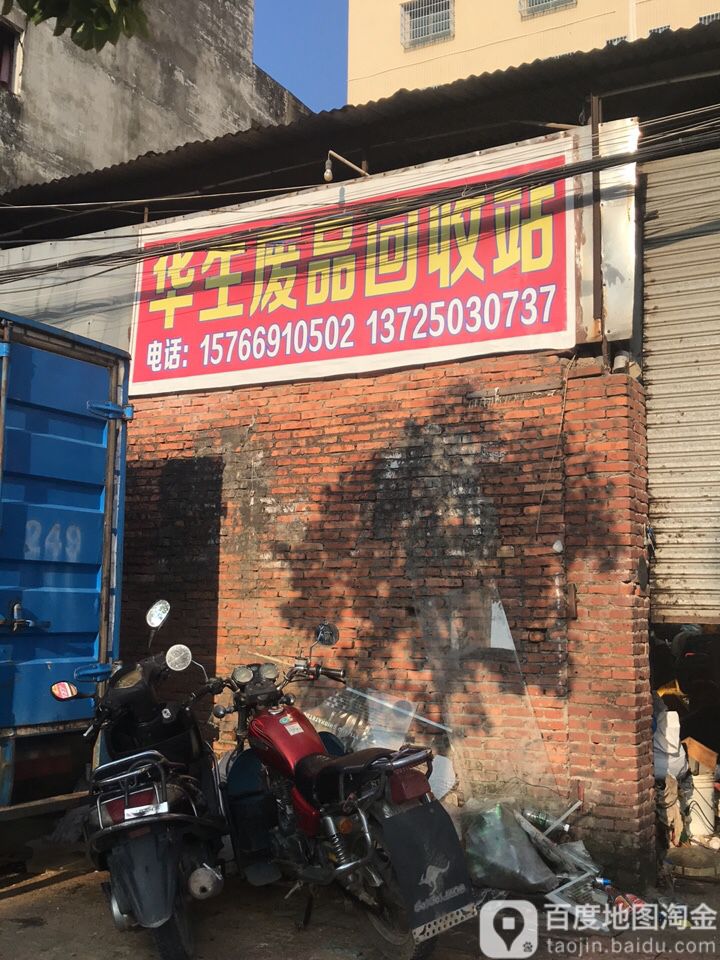 华生废品回收站
电话: 15766910502 13725030737
249
百度地图淘金
taojin.baidu.com